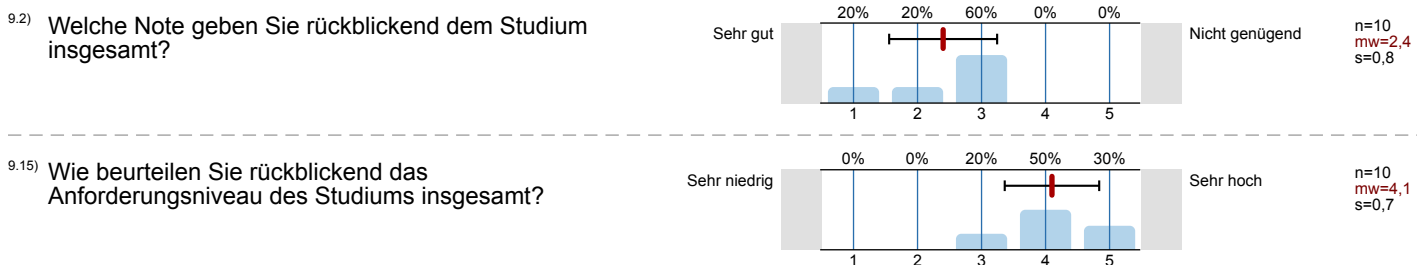 9.2) Welche Note geben Sie rückblickend dem Studium
insgesamt?
Sehr gut
20% 20% 60% 0% 0%
1 2 3 4 5
Nicht genügend
n=10
mw=2,4
s=0,8
9.15) Wie beurteilen Sie rückblickend das
Anforderungsniveau des Studiums insgesamt?
Sehr niedrig
0% 0% 20% 50% 30%
1 2 3 4 5
Sehr hoch
n=10
mw=4,1
s=0,7